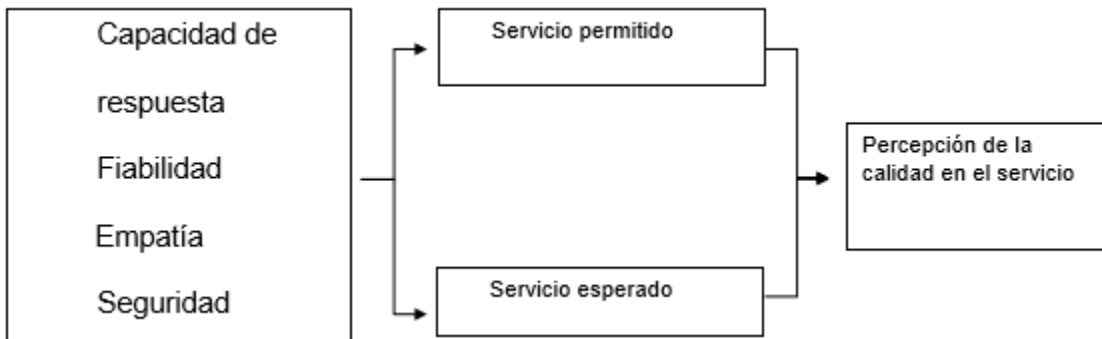 Capacidad de
respuesta
Fiabilidad
Empatía
Seguridad
Servicio permitido
Servicio esperado
Percepción de la
calidad en el servicio